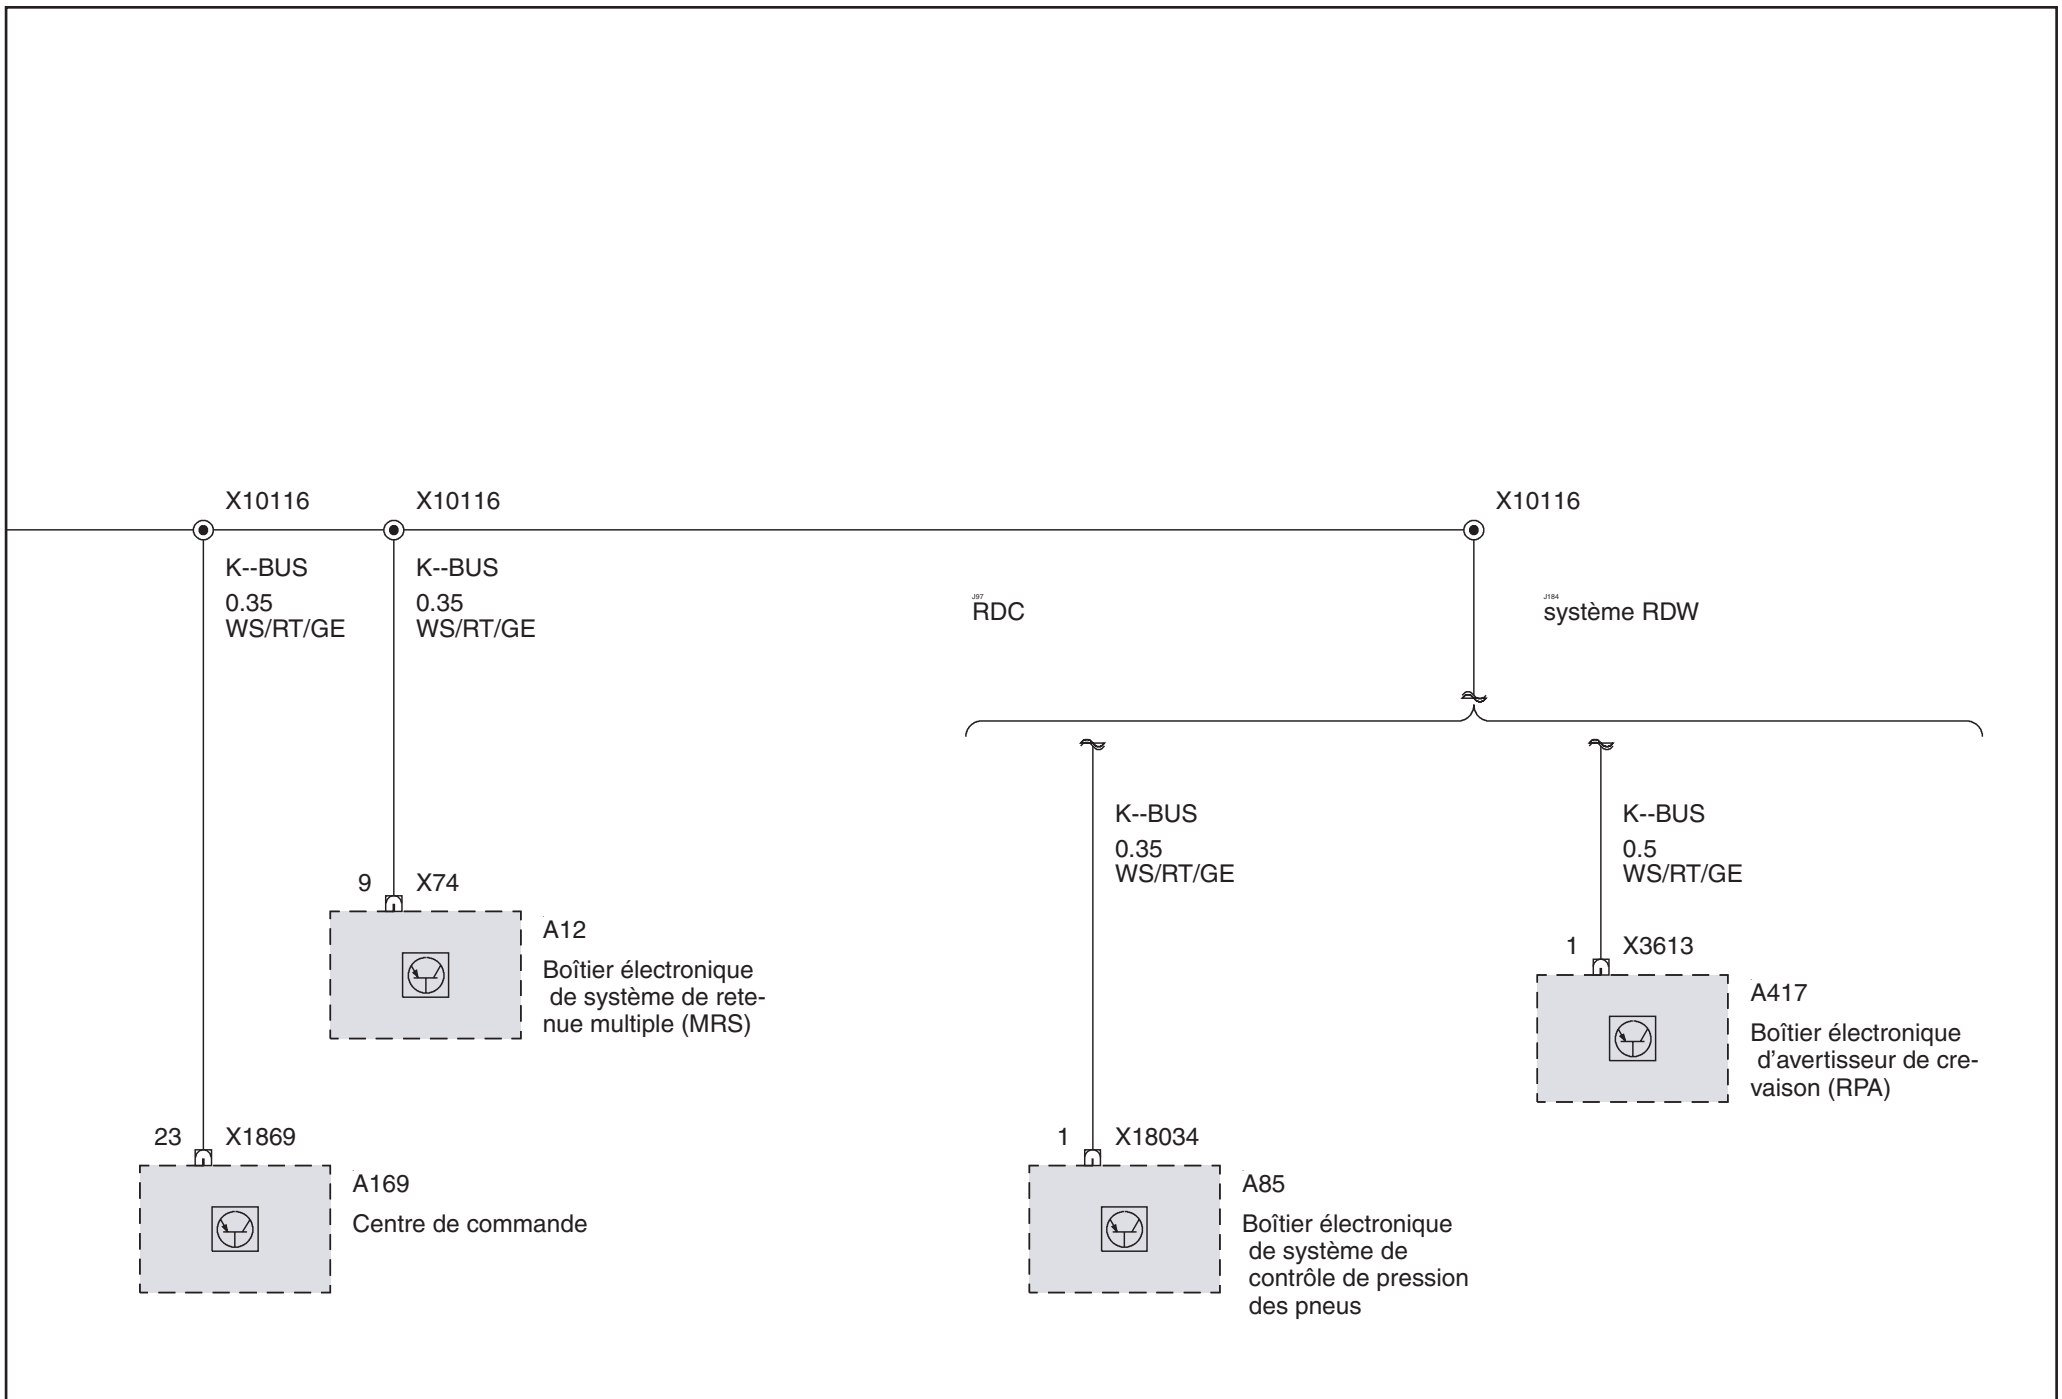 X10116
X10116
X10116
K--BUS
0.35
WS/RT/GE
K--BUS
0.35
WS/RT/GE
J97
RDC
J184
système RDW
K--BUS
0.35
WS/RT/GE
K--BUS
0.5
WS/RT/GE
9 X74
A12
Boîtier électronique
de système de rete-
nue multiple (MRS)
1 X3613
A417
Boîtier électronique
d'avertisseur de cre-
vaison (RPA)
23 X1869
A169
Centre de commande
1 X18034
A85
Boîtier électronique
de système de
contrôle de pression
des pneus